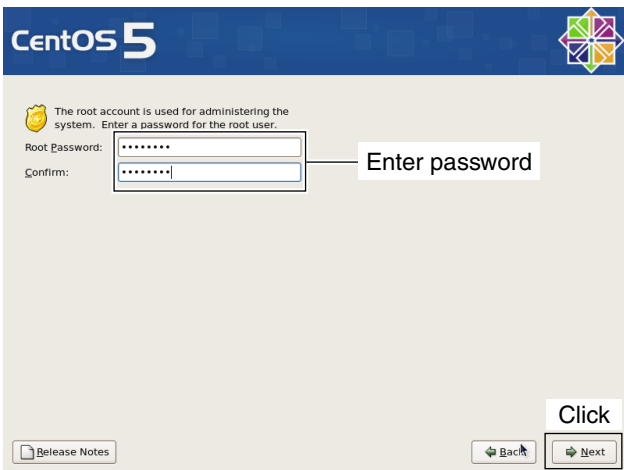 CentOS 5
The root account is used for administering the
system. Enter a password for the root user.
Root Password: ••••••••
Enter password
Confirm: ••••••••
Click
Release Notes
Back
Next